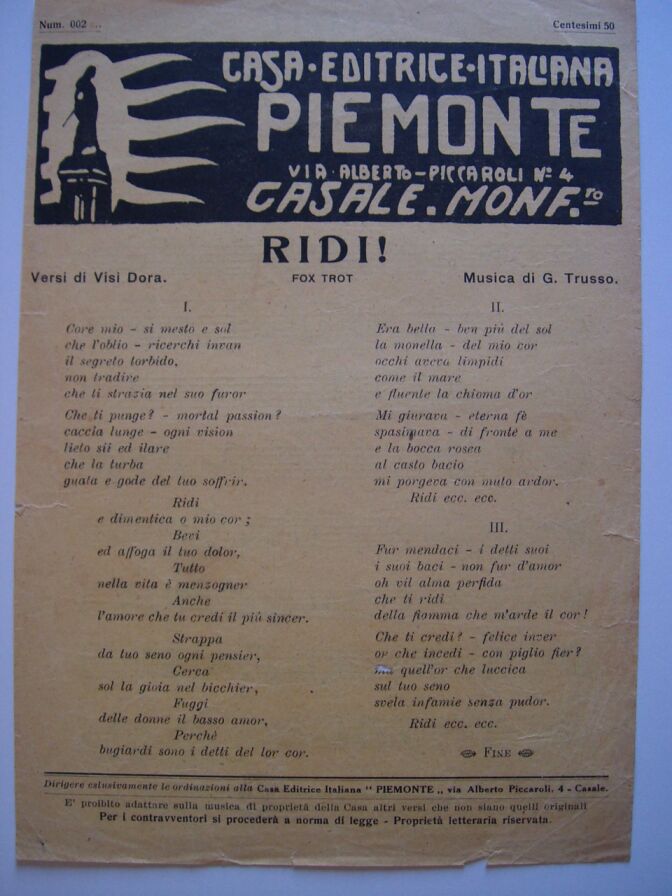 Num. 002
Centesimi 50
CASA·EDITRICE·ITALIANA
PIEMONTE
VIA·ALBERTO–PICCAROLI Nº 4
CASALE. MONF.ro
RIDI!
Versi di Visi Dora.
FOX TROT
Musica di G. Trusso.
I.
Core mio - si mesto e sol
che l'oblio - ricerchi invan
il segreto torbido,
non tradire
che ti strazia nel suo furor
Che ti punge? - mortal passion?
caccia lunge - ogni vision
lieto sii ed ilare
che la turba
guata e gode del tuo soffrir.
Ridi
e dimentica o mio cor;
Bevi
ed affoga il tuo dolor,
Tutto
nella vita è menzogner
Anche
l'amore che tu credi il più sincer.
Strappa
da tuo seno ogni pensier,
Cerca
sol la gioia nel bicchier,
Fuggi
delle donne il basso amor,
Perchè
bugiardi sono i detti del lor cor.
II.
Era bella - ben più del sol
la monella - del mio cor
occhi aveva limpidi
come il mare
e fluente la chioma d'or
Mi giurava - eterna fè
spasimava - di fronte a me
e la bocca rosea
al casto bacio
mi porgeva con muto ardor.
Ridi ecc. ecc.
III.
Fur mendaci - i detti suoi
i suoi baci - non fur d'amor
oh vil alma perfida
che ti ridi
della fiamma che m'arde il cor!
Che ti credi? - felice inver
or che incedi - con piglio fier?
ma quell'or che luccica
sul tuo seno
svela infamie senza pudor.
Ridi ecc. ecc.
FINE
Dirigere eslusivamente le ordinazioni alla Casa Editrice Italiana " PIEMONTE „ via Alberto Piccaroli, 4 - Casale.
E' proibito adattare sulla musica di proprietà della Casa altri versi che non siano quelli originali
Per i contravventori si procederà a norma di legge - Proprietà letteraria riservata.